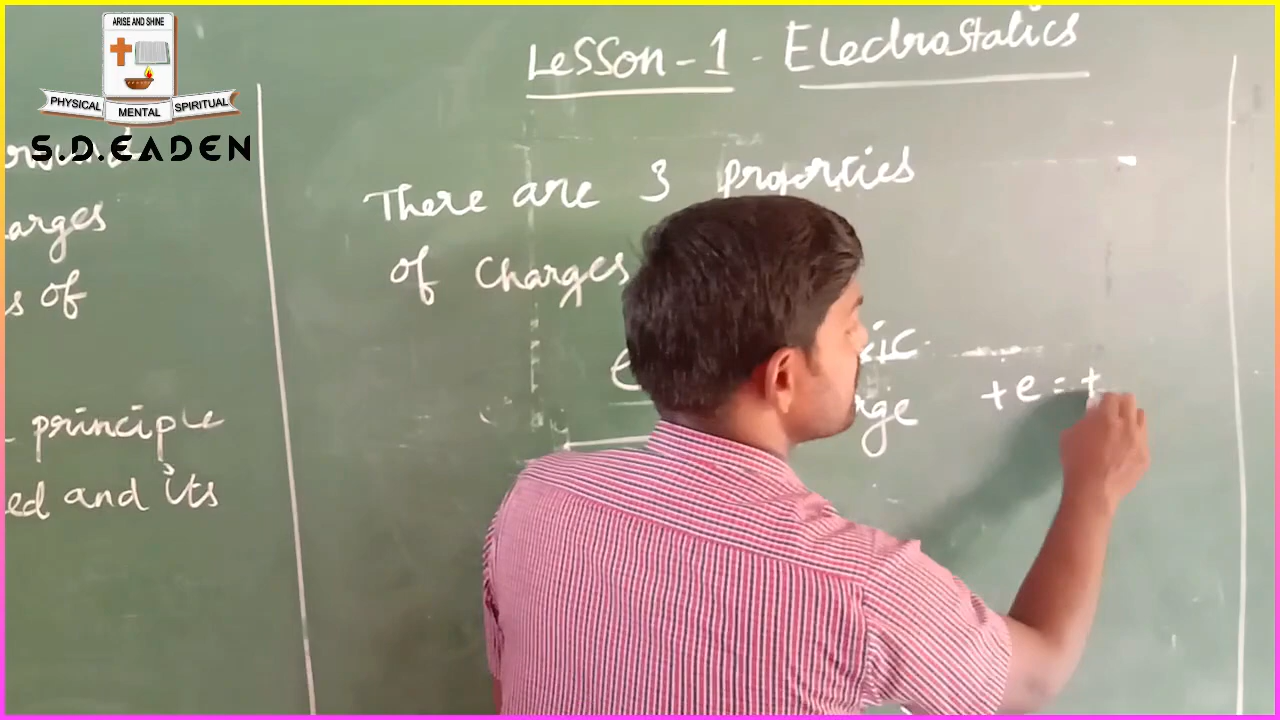 ARISE AND SHINE
PHYSICAL MENTAL SPIRITUAL
S.D.EADEN
Lesson-1 - Electrostatics
There are 3 Properties
of charges
+e = +
arges
s of
principle
ed and its